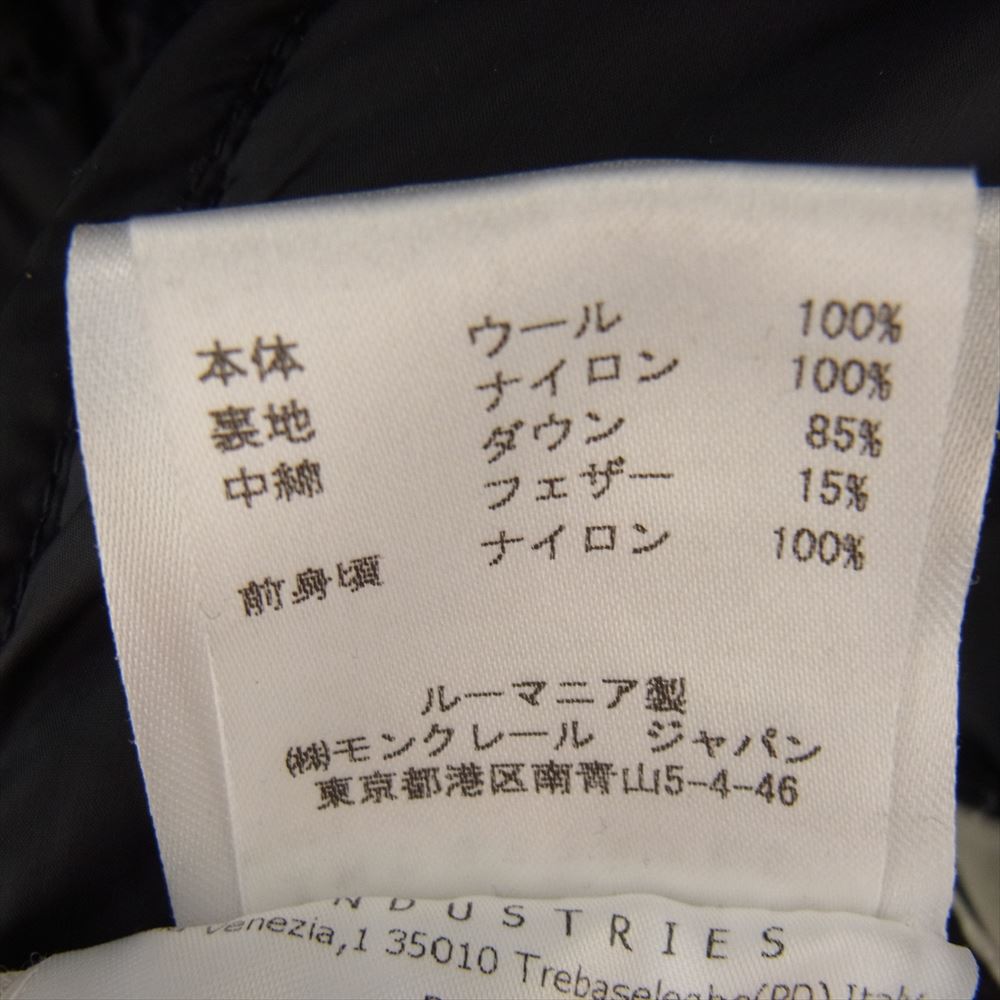 本体 ウール 100%
裏地 ナイロン 100%
中綿 ダウン 85%
フェザー 15%
前身頃 ナイロン 100%
ルーマニア製
㈱モンクレール ジャパン
東京都港区南青山5-4-46
NDUSTRIES
Venezia,1 35010 Trebaseleghe(PD) Italy